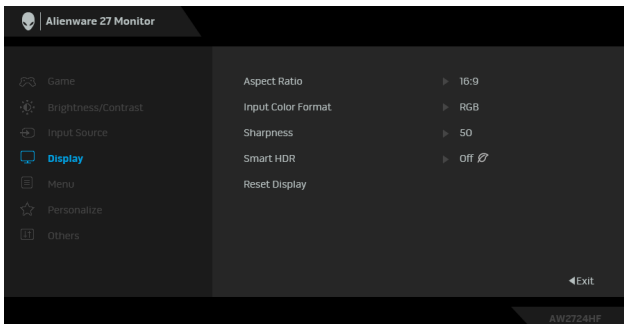 Alienware 27 Monitor
Game
Aspect Ratio 16:9
Brightness/Contrast
Input Color Format RGB
Input Source
Sharpness 50
Display
Smart HDR Off
Menu
Reset Display
Personalize
Others
Exit
AW2724HF